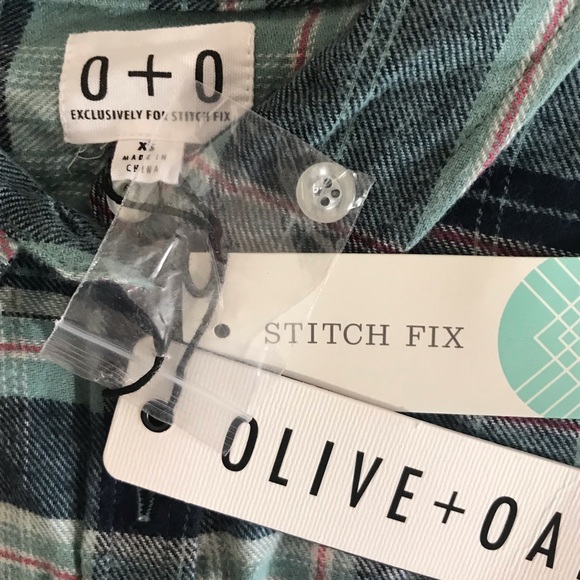 O + O
EXCLUSIVELY FOR STITCH FIX
XS
MADE IN
CHINA
STITCH FIX
OLIVE + OA